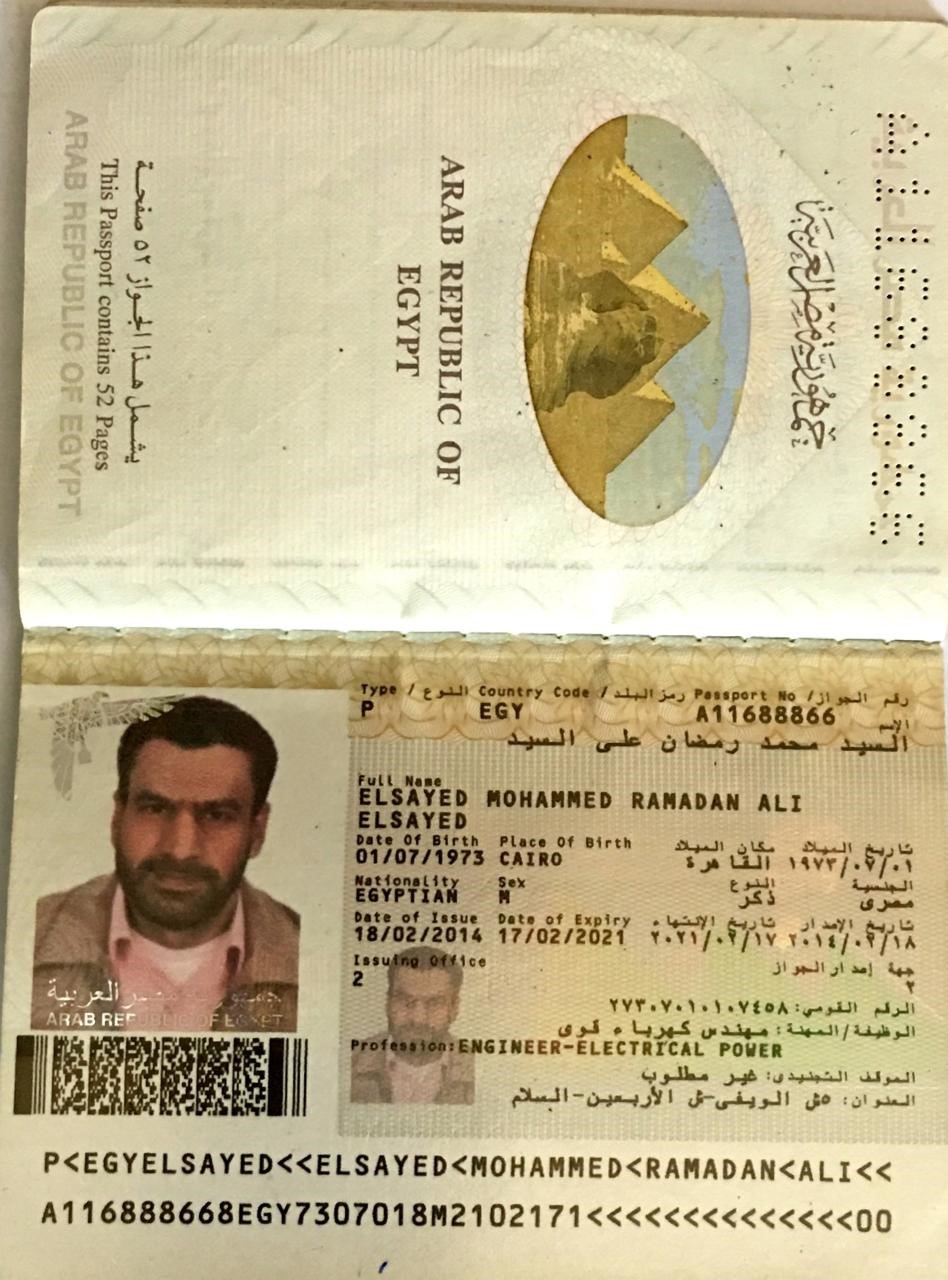 A11688866
جمهورية مصر العربية
ARAB REPUBLIC OF
EGYPT
يشمل هذا الجواز ٥٢ صفحة
This Passport contains 52 Pages
ARAB REPUBLIC OF EGYPT
Type / النوع Country Code / رمز البلد Passport No / رقم الجواز
P EGY A11688866
الإسم
السيد محمد رمضان على السيد
Full Name
ELSAYED MOHAMMED RAMADAN ALI
ELSAYED
Date Of Birth Place Of Birth مكان الميلاد تاريخ الميلاد
01/07/1973 CAIRO القاهرة ١٩٧٣/٠٧/٠١
Nationality Sex النوع الجنسية
EGYPTIAN M ذكر مصرى
Date of Issue Date of Expiry تاريخ الإنتهاء تاريخ الإصدار
18/02/2014 17/02/2021 ٢٠٢١/٠٢/١٧ ٢٠١٤/٠٢/١٨
Issuing Office جهة إصدار الجواز
2 ٢
الرقم القومي: ٢٧٣٠٧٠١٠١٠٧٤٥٨
الوظيفة/المهنة: مهندس كهرباء قوى
Profession:ENGINEER-ELECTRICAL POWER
الموقف التجنيدى: غير مطلوب
العنوان: ٥ش الويفى-ش الأربعين-السلام
جمهورية مصر العربية
ARAB REPUBLIC OF EGYPT
P<EGYELSAYED<<ELSAYED<MOHAMMED<RAMADAN<ALI<<
A116888668EGY7307018M2102171<<<<<<<<<<<<<<00